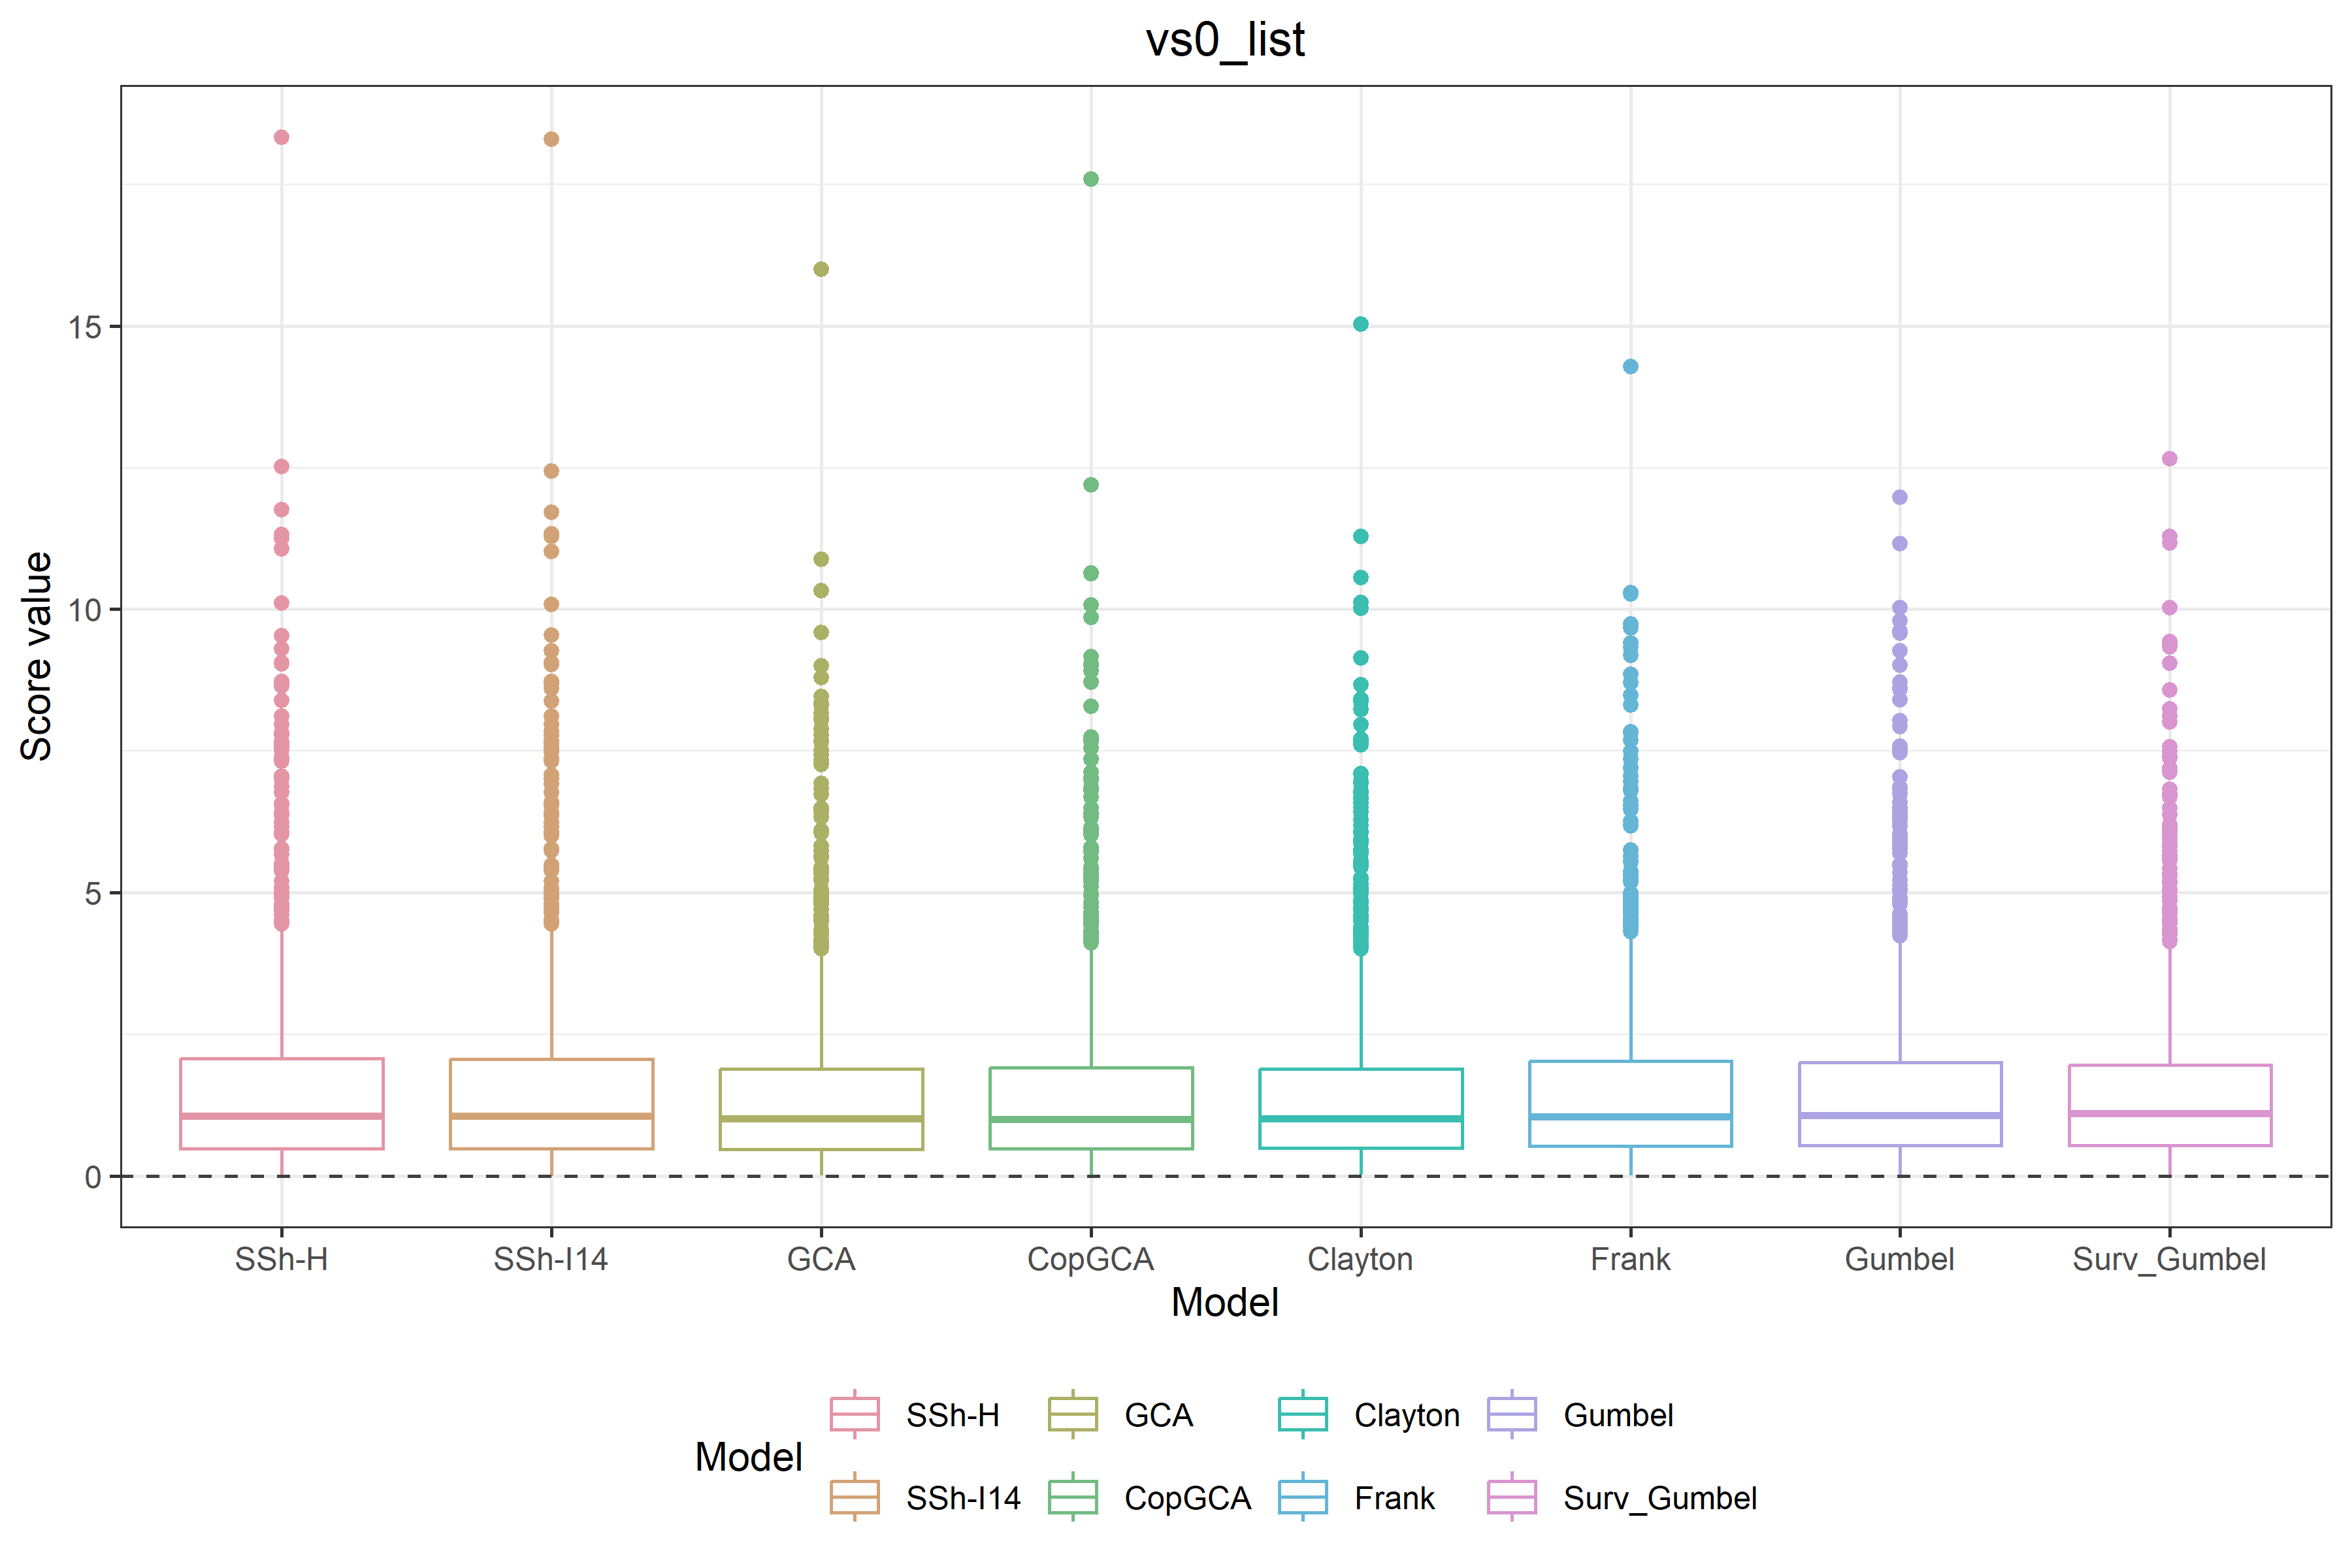 vs0_list
Score value
15
10
5
0
SSh-H SSh-I14 GCA CopGCA Clayton Frank Gumbel Surv_Gumbel
Model
Model
SSh-H GCA Clayton Gumbel
SSh-I14 CopGCA Frank Surv_Gumbel